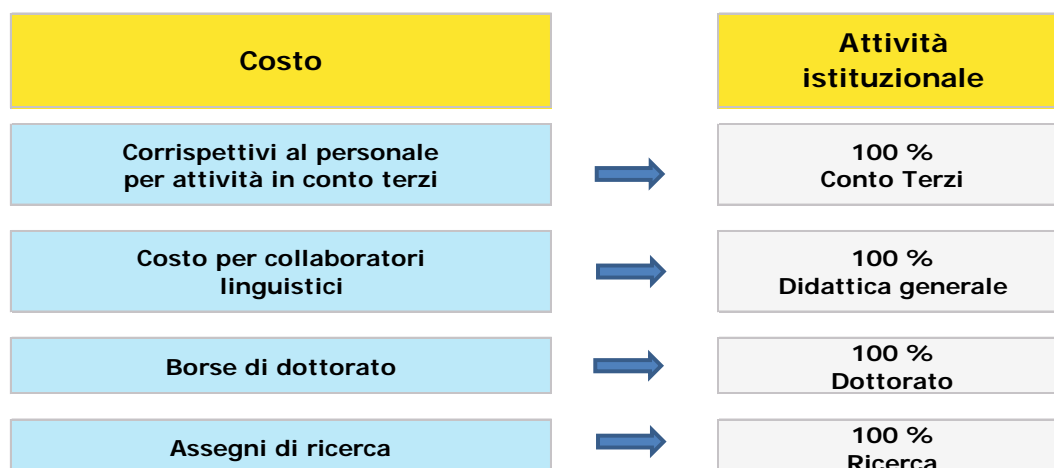 Costo
Attività
istituzionale
Corrispettivi al personale
per attività in conto terzi
100 %
Conto Terzi
Costo per collaboratori
linguistici
100 %
Didattica generale
Borse di dottorato
100 %
Dottorato
Assegni di ricerca
100 %
Ricerca